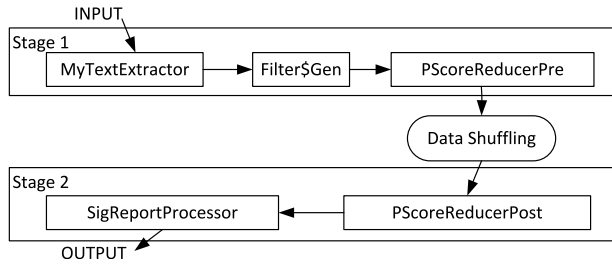 INPUT
Stage 1
MyTextExtractor
Filter$Gen
PScoreReducerPre
Data Shuffling
Stage 2
SigReportProcessor
PScoreReducerPost
OUTPUT